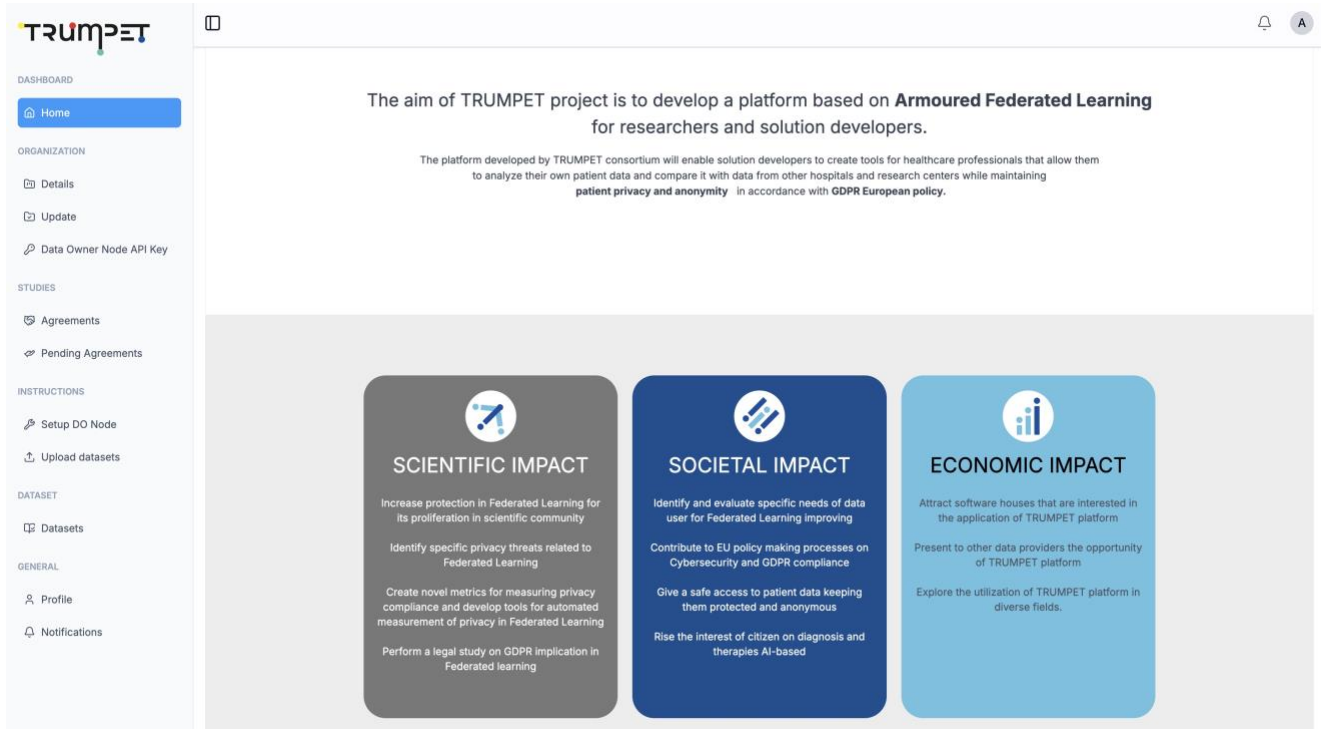 TRUMPET
A
DASHBOARD
Home
ORGANIZATION
Details
Update
Data Owner Node API Key
STUDIES
Agreements
Pending Agreements
INSTRUCTIONS
Setup DO Node
Upload datasets
DATASET
Datasets
GENERAL
Profile
Notifications
The aim of TRUMPET project is to develop a platform based on Armoured Federated Learning
for researchers and solution developers.
The platform developed by TRUMPET consortium will enable solution developers to create tools for healthcare professionals that allow them
to analyze their own patient data and compare it with data from other hospitals and research centers while maintaining
patient privacy and anonymity in accordance with GDPR European policy.
SCIENTIFIC IMPACT
Increase protection in Federated Learning for
its proliferation in scientific community
Identify specific privacy threats related to
Federated Learning
Create novel metrics for measuring privacy
compliance and develop tools for automated
measurement of privacy in Federated Learning
Perform a legal study on GDPR implication in
Federated learning
SOCIETAL IMPACT
Identify and evaluate specific needs of data
user for Federated Learning improving
Contribute to EU policy making processes on
Cybersecurity and GDPR compliance
Give a safe access to patient data keeping
them protected and anonymous
Rise the interest of citizen on diagnosis and
therapies AI-based
ECONOMIC IMPACT
Attract software houses that are interested in
the application of TRUMPET platform
Present to other data providers the opportunity
of TRUMPET platform
Explore the utilization of TRUMPET platform in
diverse fields.